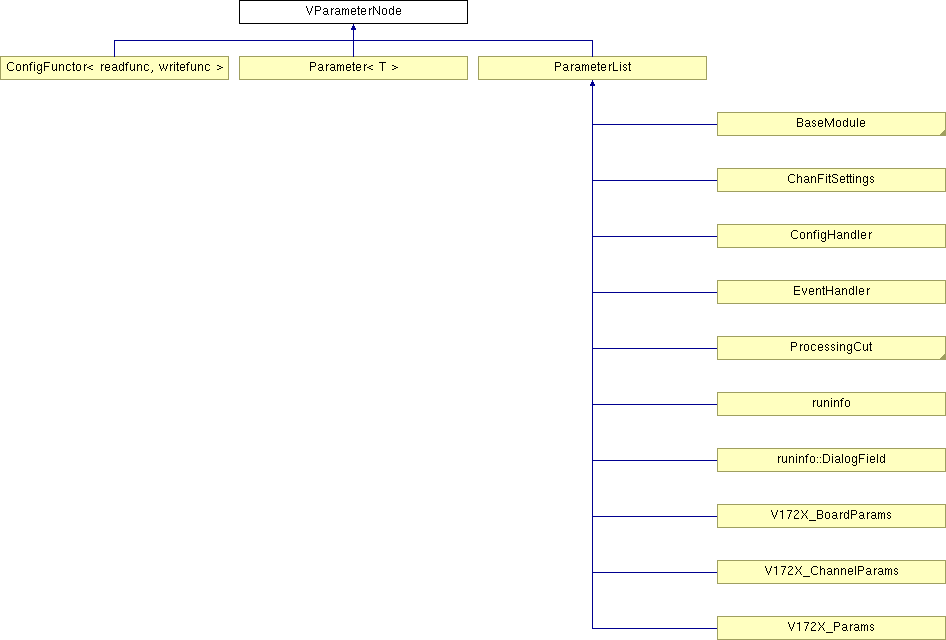 VParameterNode
ConfigFunctor< readfunc, writefunc >
Parameter< T >
ParameterList
BaseModule
ChanFitSettings
ConfigHandler
EventHandler
ProcessingCut
runinfo
runinfo::DialogField
V172X_BoardParams
V172X_ChannelParams
V172X_Params